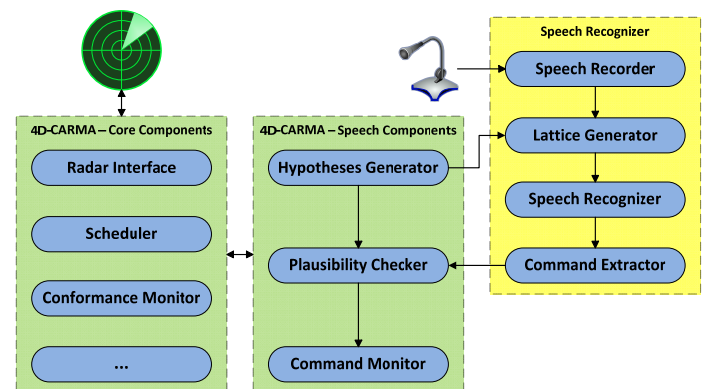 Speech Recognizer
Speech Recorder
4D-CARMA – Core Components
4D-CARMA – Speech Components
Lattice Generator
Radar Interface
Hypotheses Generator
Speech Recognizer
Scheduler
Plausibility Checker
Command Extractor
Conformance Monitor
...
Command Monitor